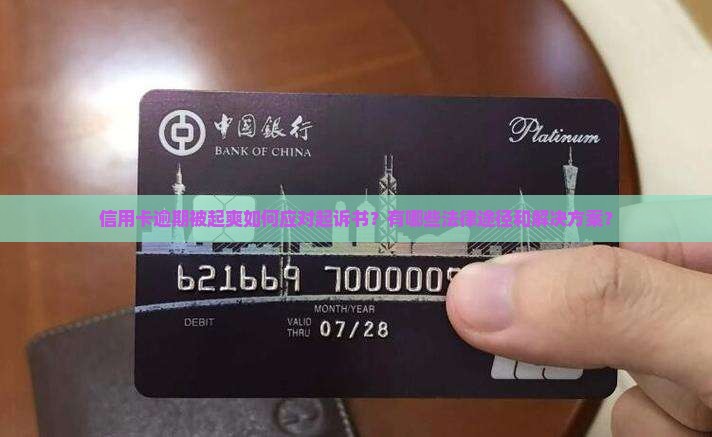 中國銀行
BANK OF CHINA
Platinum
信用卡逾期被起爽如何应对起诉书？有哪些法律途径和解决方案？
621669 700000
MONTH/YEAR
DEBIT
VALID THRU 07/28